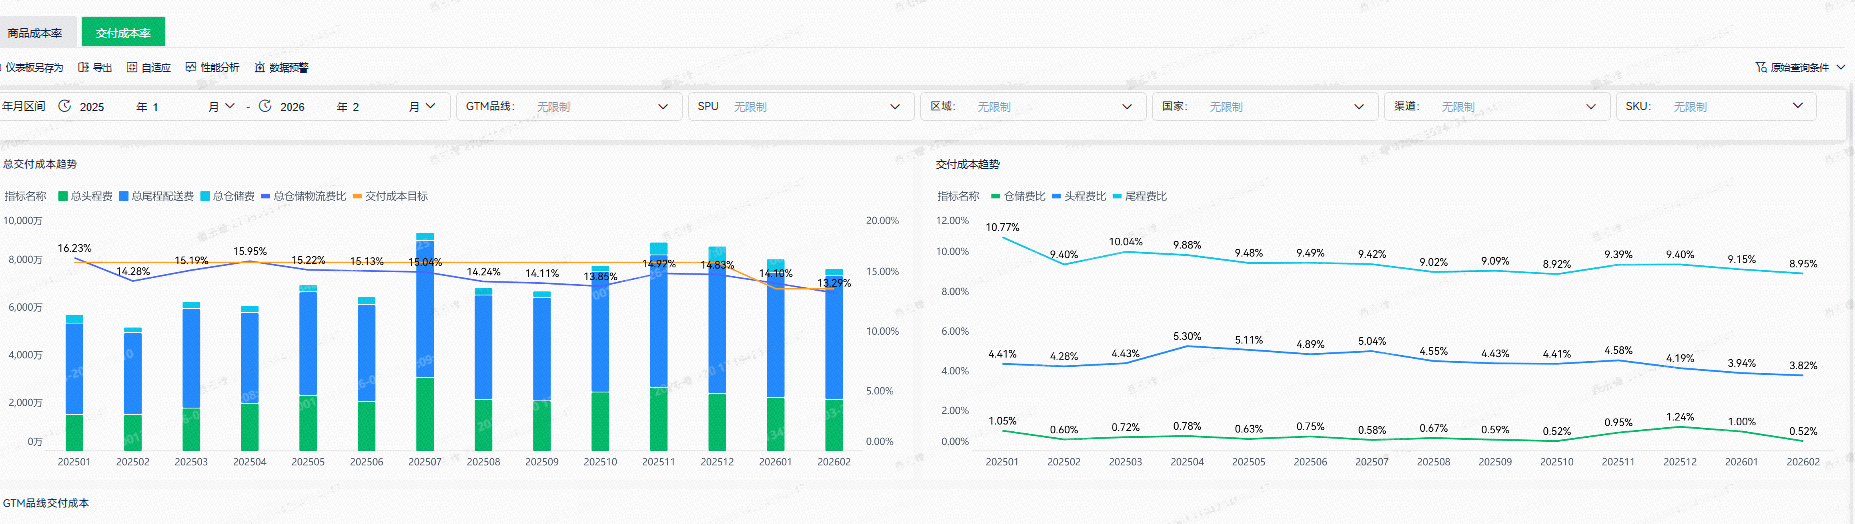 商品成本率 交付成本率
仪表板另存为 导出 自适应 性能分析 数据预警 原始查询条件
年月区间 2025 年 1 月 - 2026 年 2 月 GTM品线: 无限制 SPU 无限制 区域: 无限制 国家: 无限制 渠道: 无限制 SKU: 无限制
总交付成本趋势
指标名称 总头程费 总尾程配送费 总仓储费 总仓储物流费比 交付成本目标
10,000万 20.00%
8,000万 15.00%
6,000万 10.00%
4,000万 5.00%
2,000万
0万 0.00%
16.23% 14.28% 15.19% 15.95% 15.22% 15.13% 15.04% 14.24% 14.11% 13.85% 14.92% 14.83% 14.10% 13.29%
202501 202502 202503 202504 202505 202506 202507 202508 202509 202510 202511 202512 202601 202602
交付成本趋势
指标名称 仓储费比 头程费比 尾程费比
12.00%
10.00%
8.00%
6.00%
4.00%
2.00%
0.00%
10.77% 9.40% 10.04% 9.88% 9.48% 9.49% 9.42% 9.02% 9.09% 8.92% 9.39% 9.40% 9.15% 8.95%
4.41% 4.28% 4.43% 5.30% 5.11% 4.89% 5.04% 4.55% 4.43% 4.41% 4.58% 4.19% 3.94% 3.82%
1.05% 0.60% 0.72% 0.78% 0.63% 0.75% 0.58% 0.67% 0.59% 0.52% 0.95% 1.24% 1.00% 0.52%
202501 202502 202503 202504 202505 202506 202507 202508 202509 202510 202511 202512 202601 202602
GTM品线交付成本